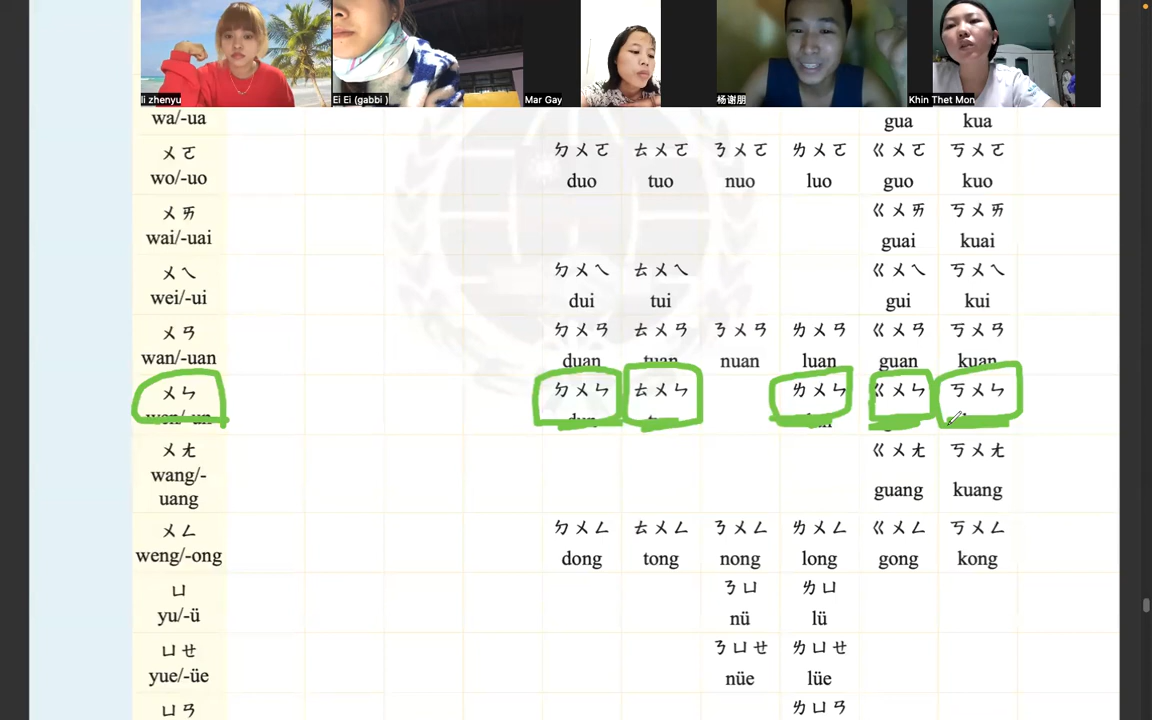 li zhenyu
Ei Ei (gabbi )
Mar Gay
杨谢朋
Khin Thet Mon
wa/-ua gua kua
ㄨㄛ ㄉㄨㄛ ㄊㄨㄛ ㄋㄨㄛ ㄌㄨㄛ ㄍㄨㄛ ㄎㄨㄛ
wo/-uo duo tuo nuo luo guo kuo
ㄨㄞ ㄍㄨㄞ ㄎㄨㄞ
wai/-uai guai kuai
ㄨㄟ ㄉㄨㄟ ㄊㄨㄟ ㄍㄨㄟ ㄎㄨㄟ
wei/-ui dui tui gui kui
ㄨㄢ ㄉㄨㄢ ㄊㄨㄢ ㄋㄨㄢ ㄌㄨㄢ ㄍㄨㄢ ㄎㄨㄢ
wan/-uan duan tuan nuan luan guan kuan
ㄨㄣ ㄉㄨㄣ ㄊㄨㄣ ㄌㄨㄣ ㄍㄨㄣ ㄎㄨㄣ
wen/-un
ㄨㄤ ㄍㄨㄤ ㄎㄨㄤ
wang/-
uang guang kuang
ㄨㄥ ㄉㄨㄥ ㄊㄨㄥ ㄋㄨㄥ ㄌㄨㄥ ㄍㄨㄥ ㄎㄨㄥ
weng/-ong dong tong nong long gong kong
ㄩ ㄋㄩ ㄌㄩ
yu/-ü nü lü
ㄩㄝ ㄋㄩㄝ ㄌㄩㄝ
yue/-üe nüe lüe
ㄩㄢ ㄌㄩㄢ